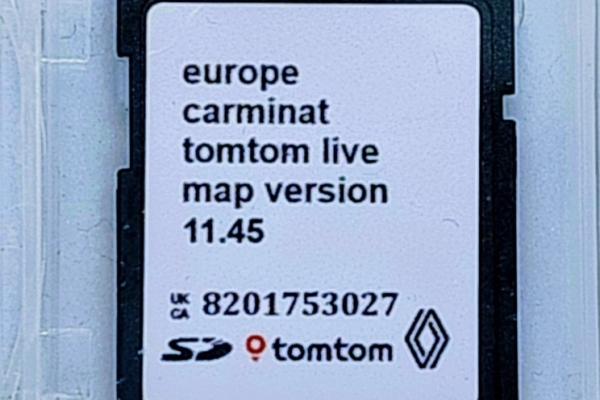 europe
carminat
tomtom live
map version
11.45
UK
CA
8201753027
SD tomtom